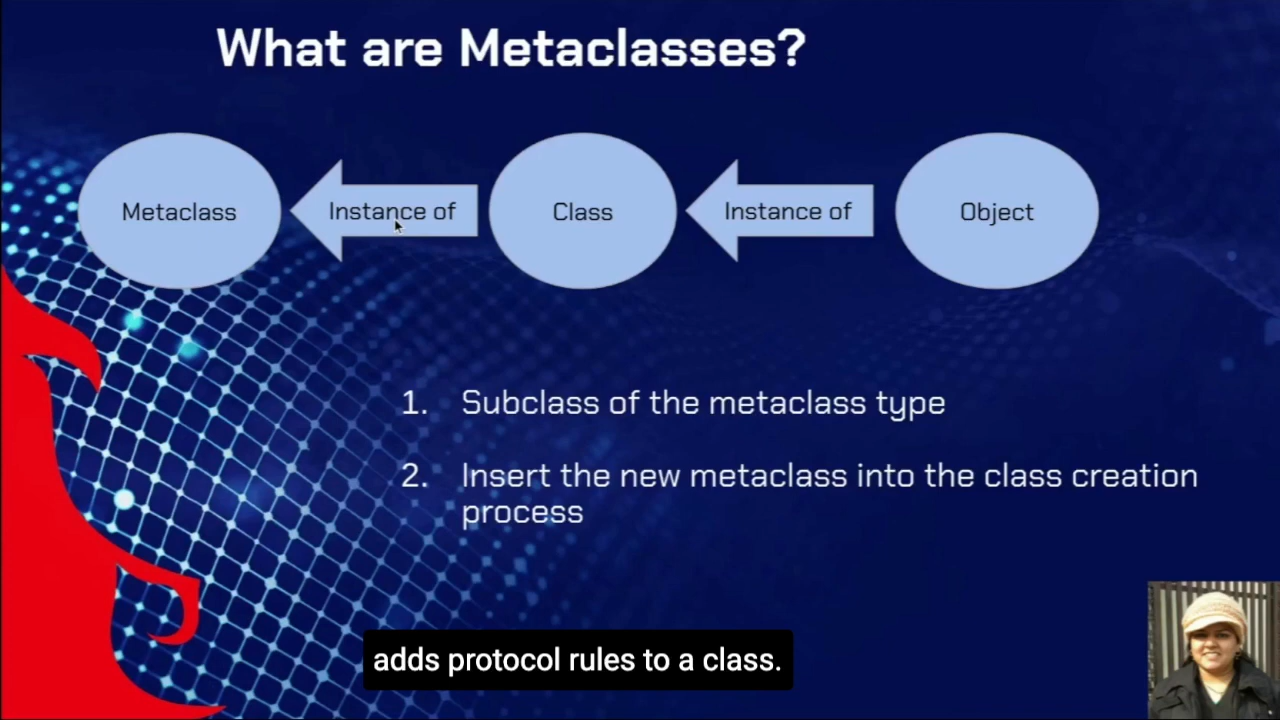 What are Metaclasses?
Metaclass
Instance of
Class
Instance of
Object
1. Subclass of the metaclass type
2. Insert the new metaclass into the class creation
process
adds protocol rules to a class.